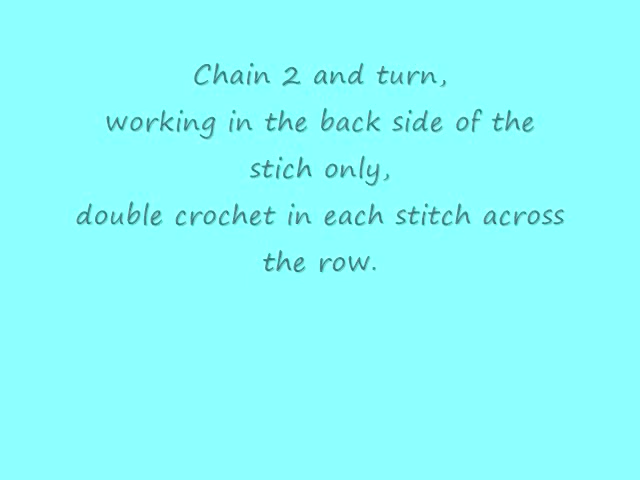 Chain 2 and turn,
working in the back side of the
stich only,
double crochet in each stitch across
the row.